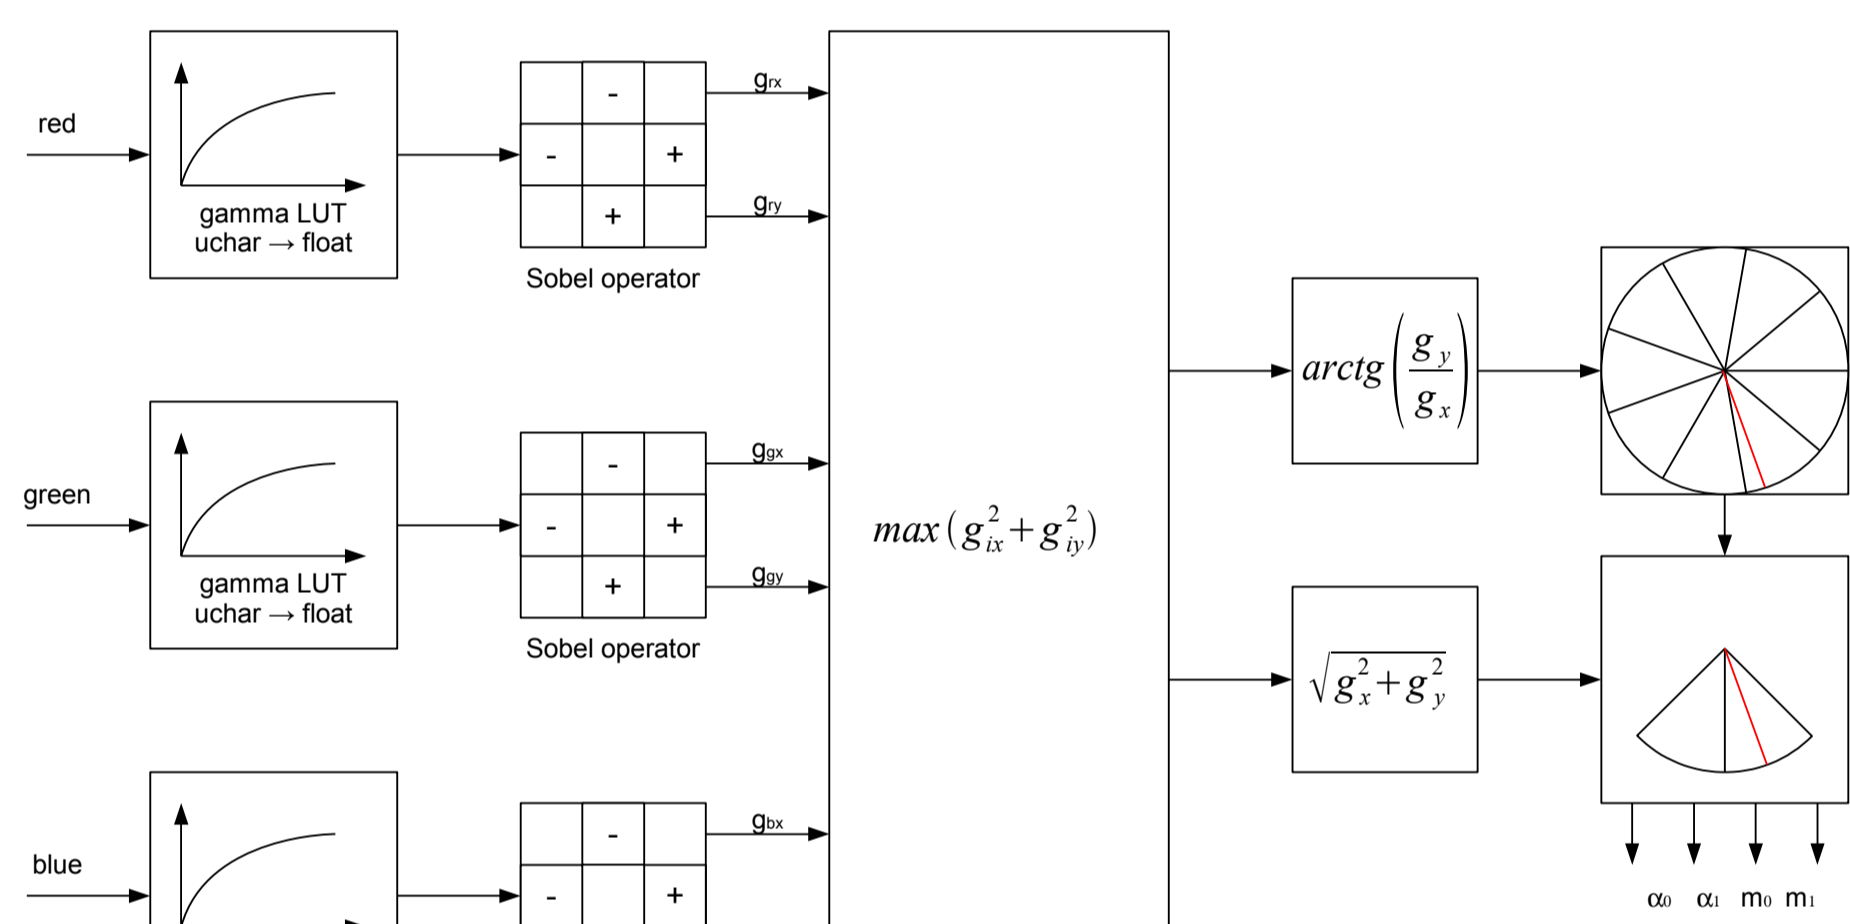 red
gamma LUT
uchar → float
-
- +
+
Sobel operator
grx
gry
green
gamma LUT
uchar → float
-
- +
+
Sobel operator
ggx
ggy
blue
-
- +
gbx
max(g²ix+g²iy)
arctg(gy/gx)
√g²x+g²y
α0 α1 m0 m1